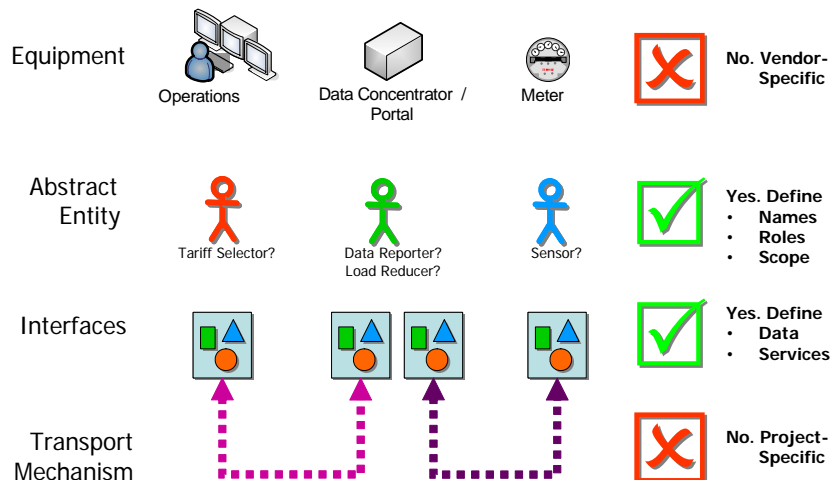 Equipment
Operations
Data Concentrator /
Portal
Meter
No. Vendor-
Specific
Abstract
Entity
Tariff Selector?
Data Reporter?
Load Reducer?
Sensor?
Yes. Define
• Names
• Roles
• Scope
Interfaces
Yes. Define
• Data
• Services
Transport
Mechanism
No. Project-
Specific